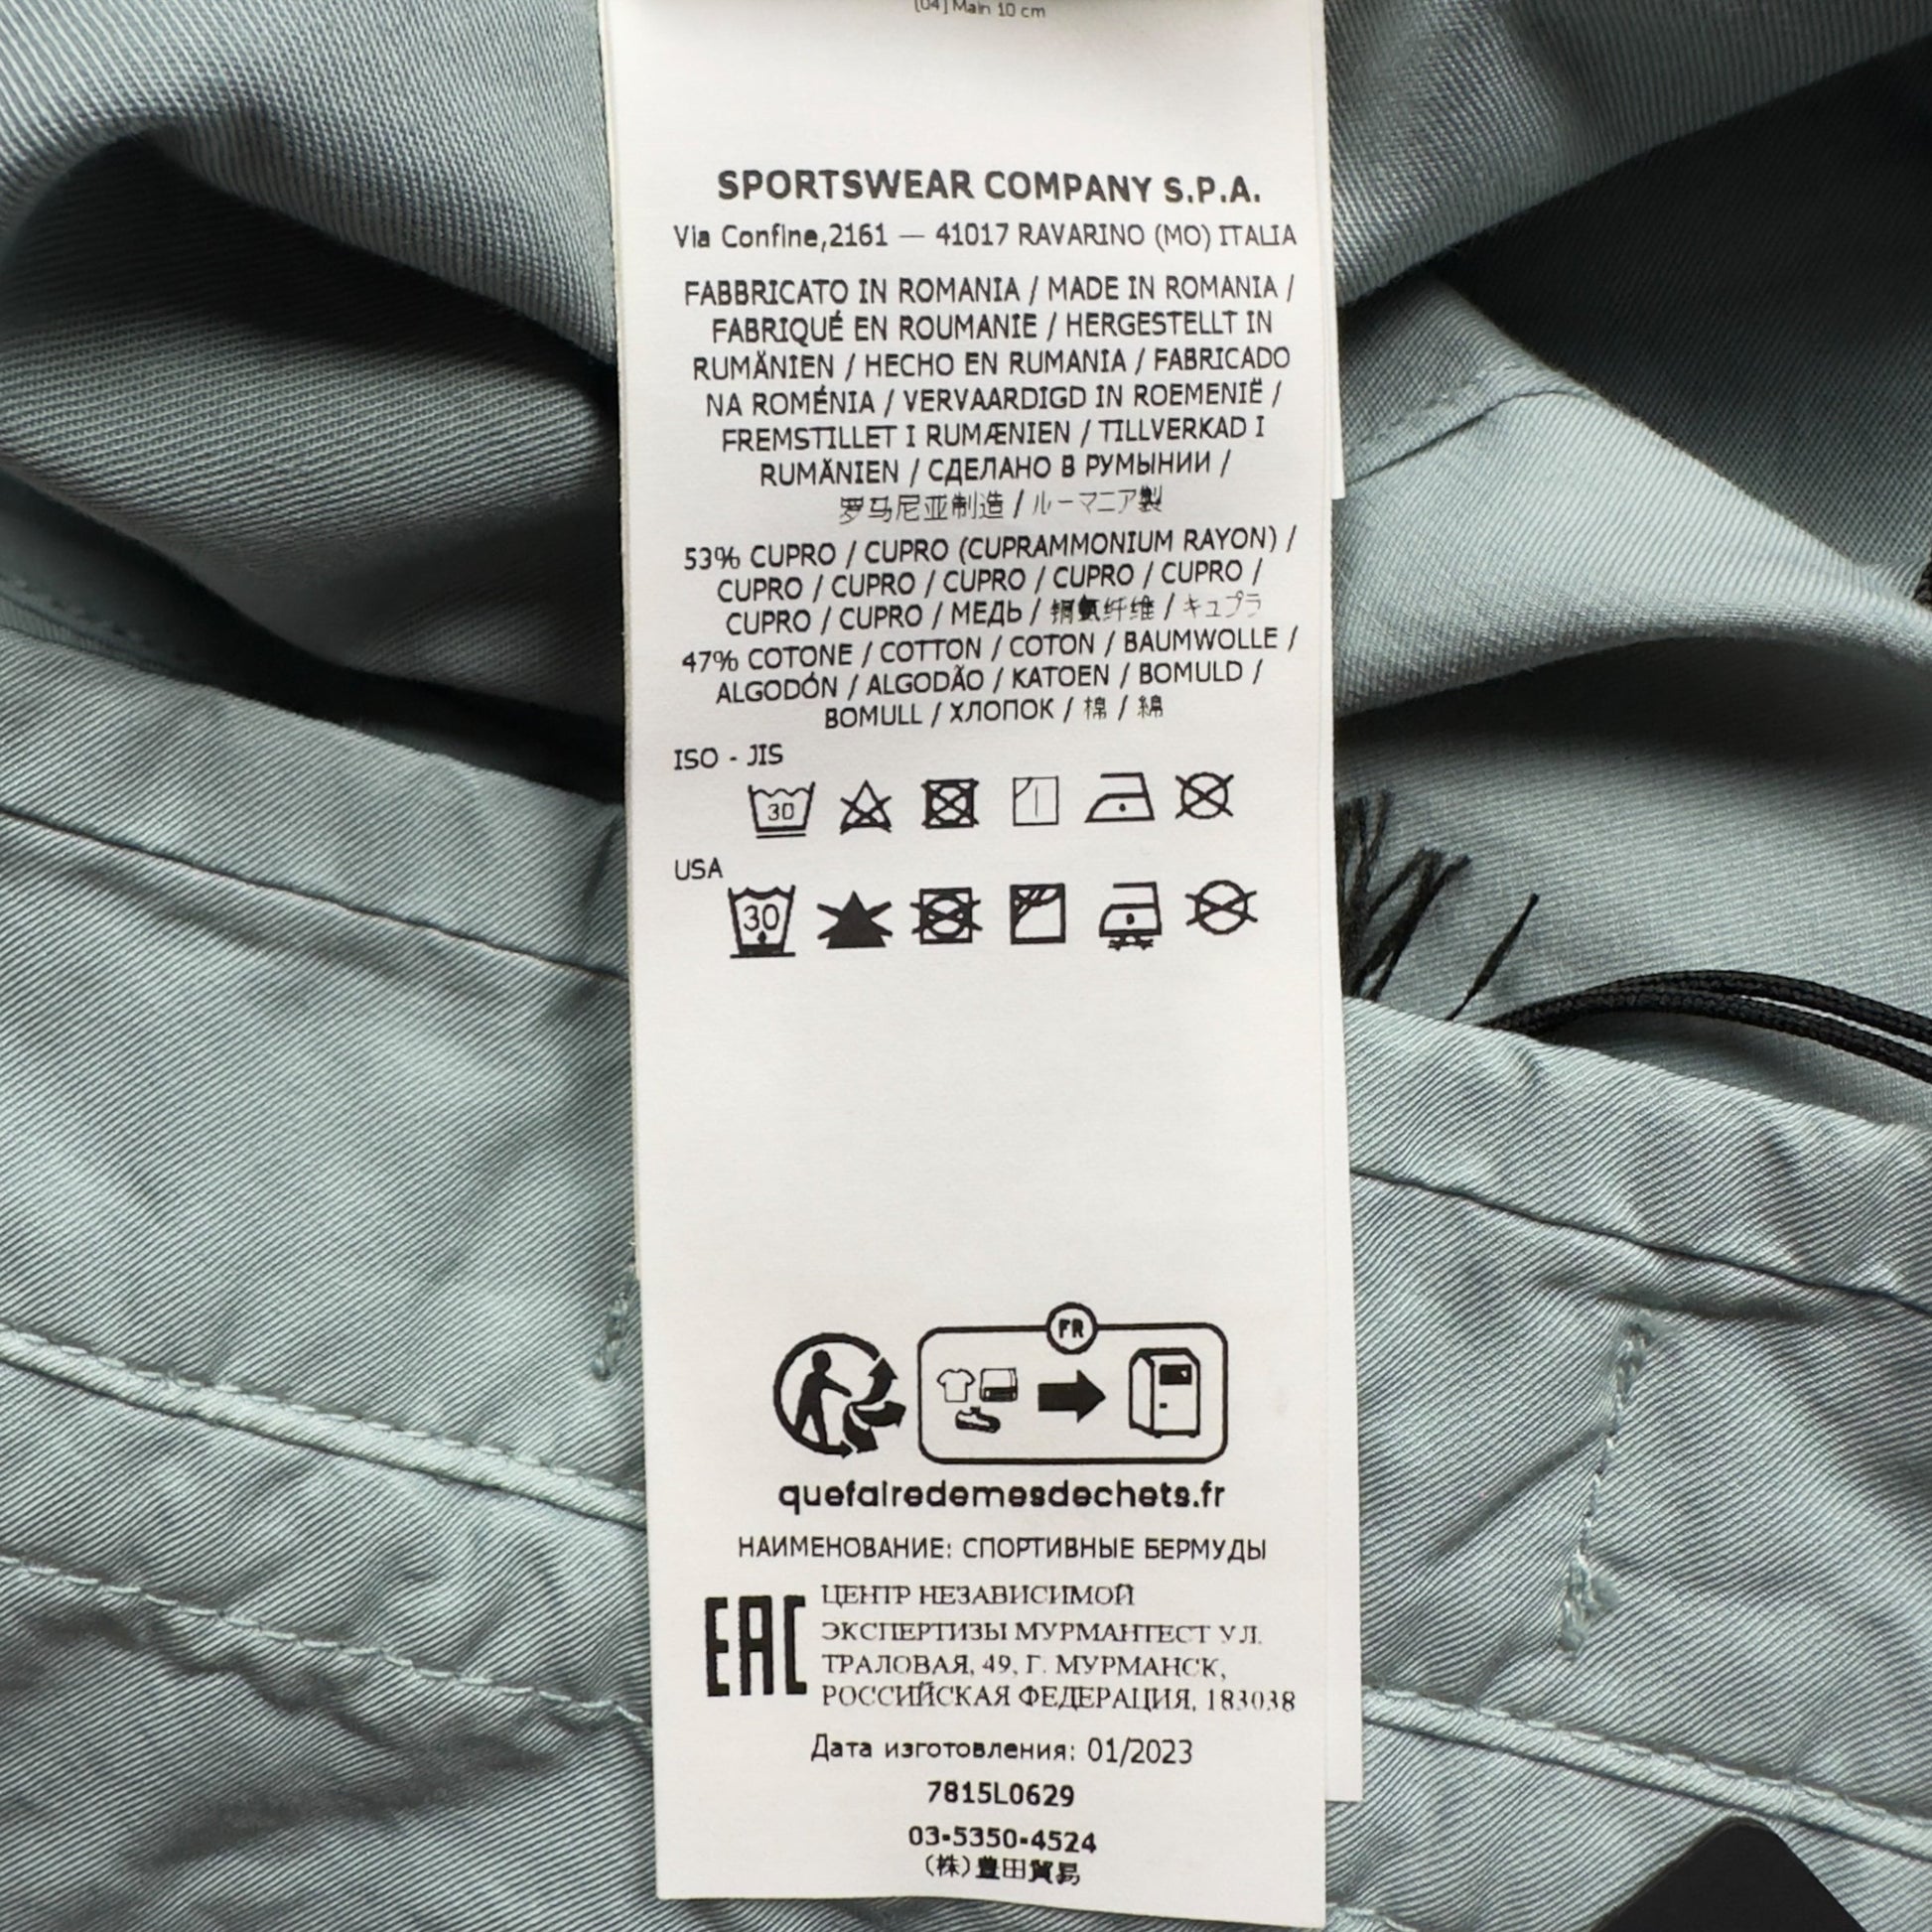 [04] Main 10 cm
SPORTSWEAR COMPANY S.P.A.
Via Confine,2161 — 41017 RAVARINO (MO) ITALIA
FABBRICATO IN ROMANIA / MADE IN ROMANIA /
FABRIQUÉ EN ROUMANIE / HERGESTELLT IN
RUMÄNIEN / HECHO EN RUMANIA / FABRICADO
NA ROMÉNIA / VERVAARDIGD IN ROEMENIË /
FREMSTILLET I RUMÆNIEN / TILLVERKAD I
RUMÄNIEN / СДЕЛАНО В РУМЫНИИ /
罗马尼亚制造 / ルーマニア製
53% CUPRO / CUPRO (CUPRAMMONIUM RAYON) /
CUPRO / CUPRO / CUPRO / CUPRO / CUPRO /
CUPRO / CUPRO / МЕДЬ / 铜氨纤维 / キュプラ
47% COTONE / COTTON / COTON / BAUMWOLLE /
ALGODÓN / ALGODÃO / KATOEN / BOMULD /
BOMULL / ХЛОПОК / 棉 / 綿
ISO - JIS
30
USA
30
FR
quefairedemesdechets.fr
НАИМЕНОВАНИЕ: СПОРТИВНЫЕ БЕРМУДЫ
EAC
ЦЕНТР НЕЗАВИСИМОЙ
ЭКСПЕРТИЗЫ МУРМАНТЕСТ УЛ.
ТРАЛОВАЯ, 49, Г. МУРМАНСК,
РОССИЙСКАЯ ФЕДЕРАЦИЯ, 183038
Дата изготовления: 01/2023
7815L0629
03-5350-4524
(株)豊田貿易